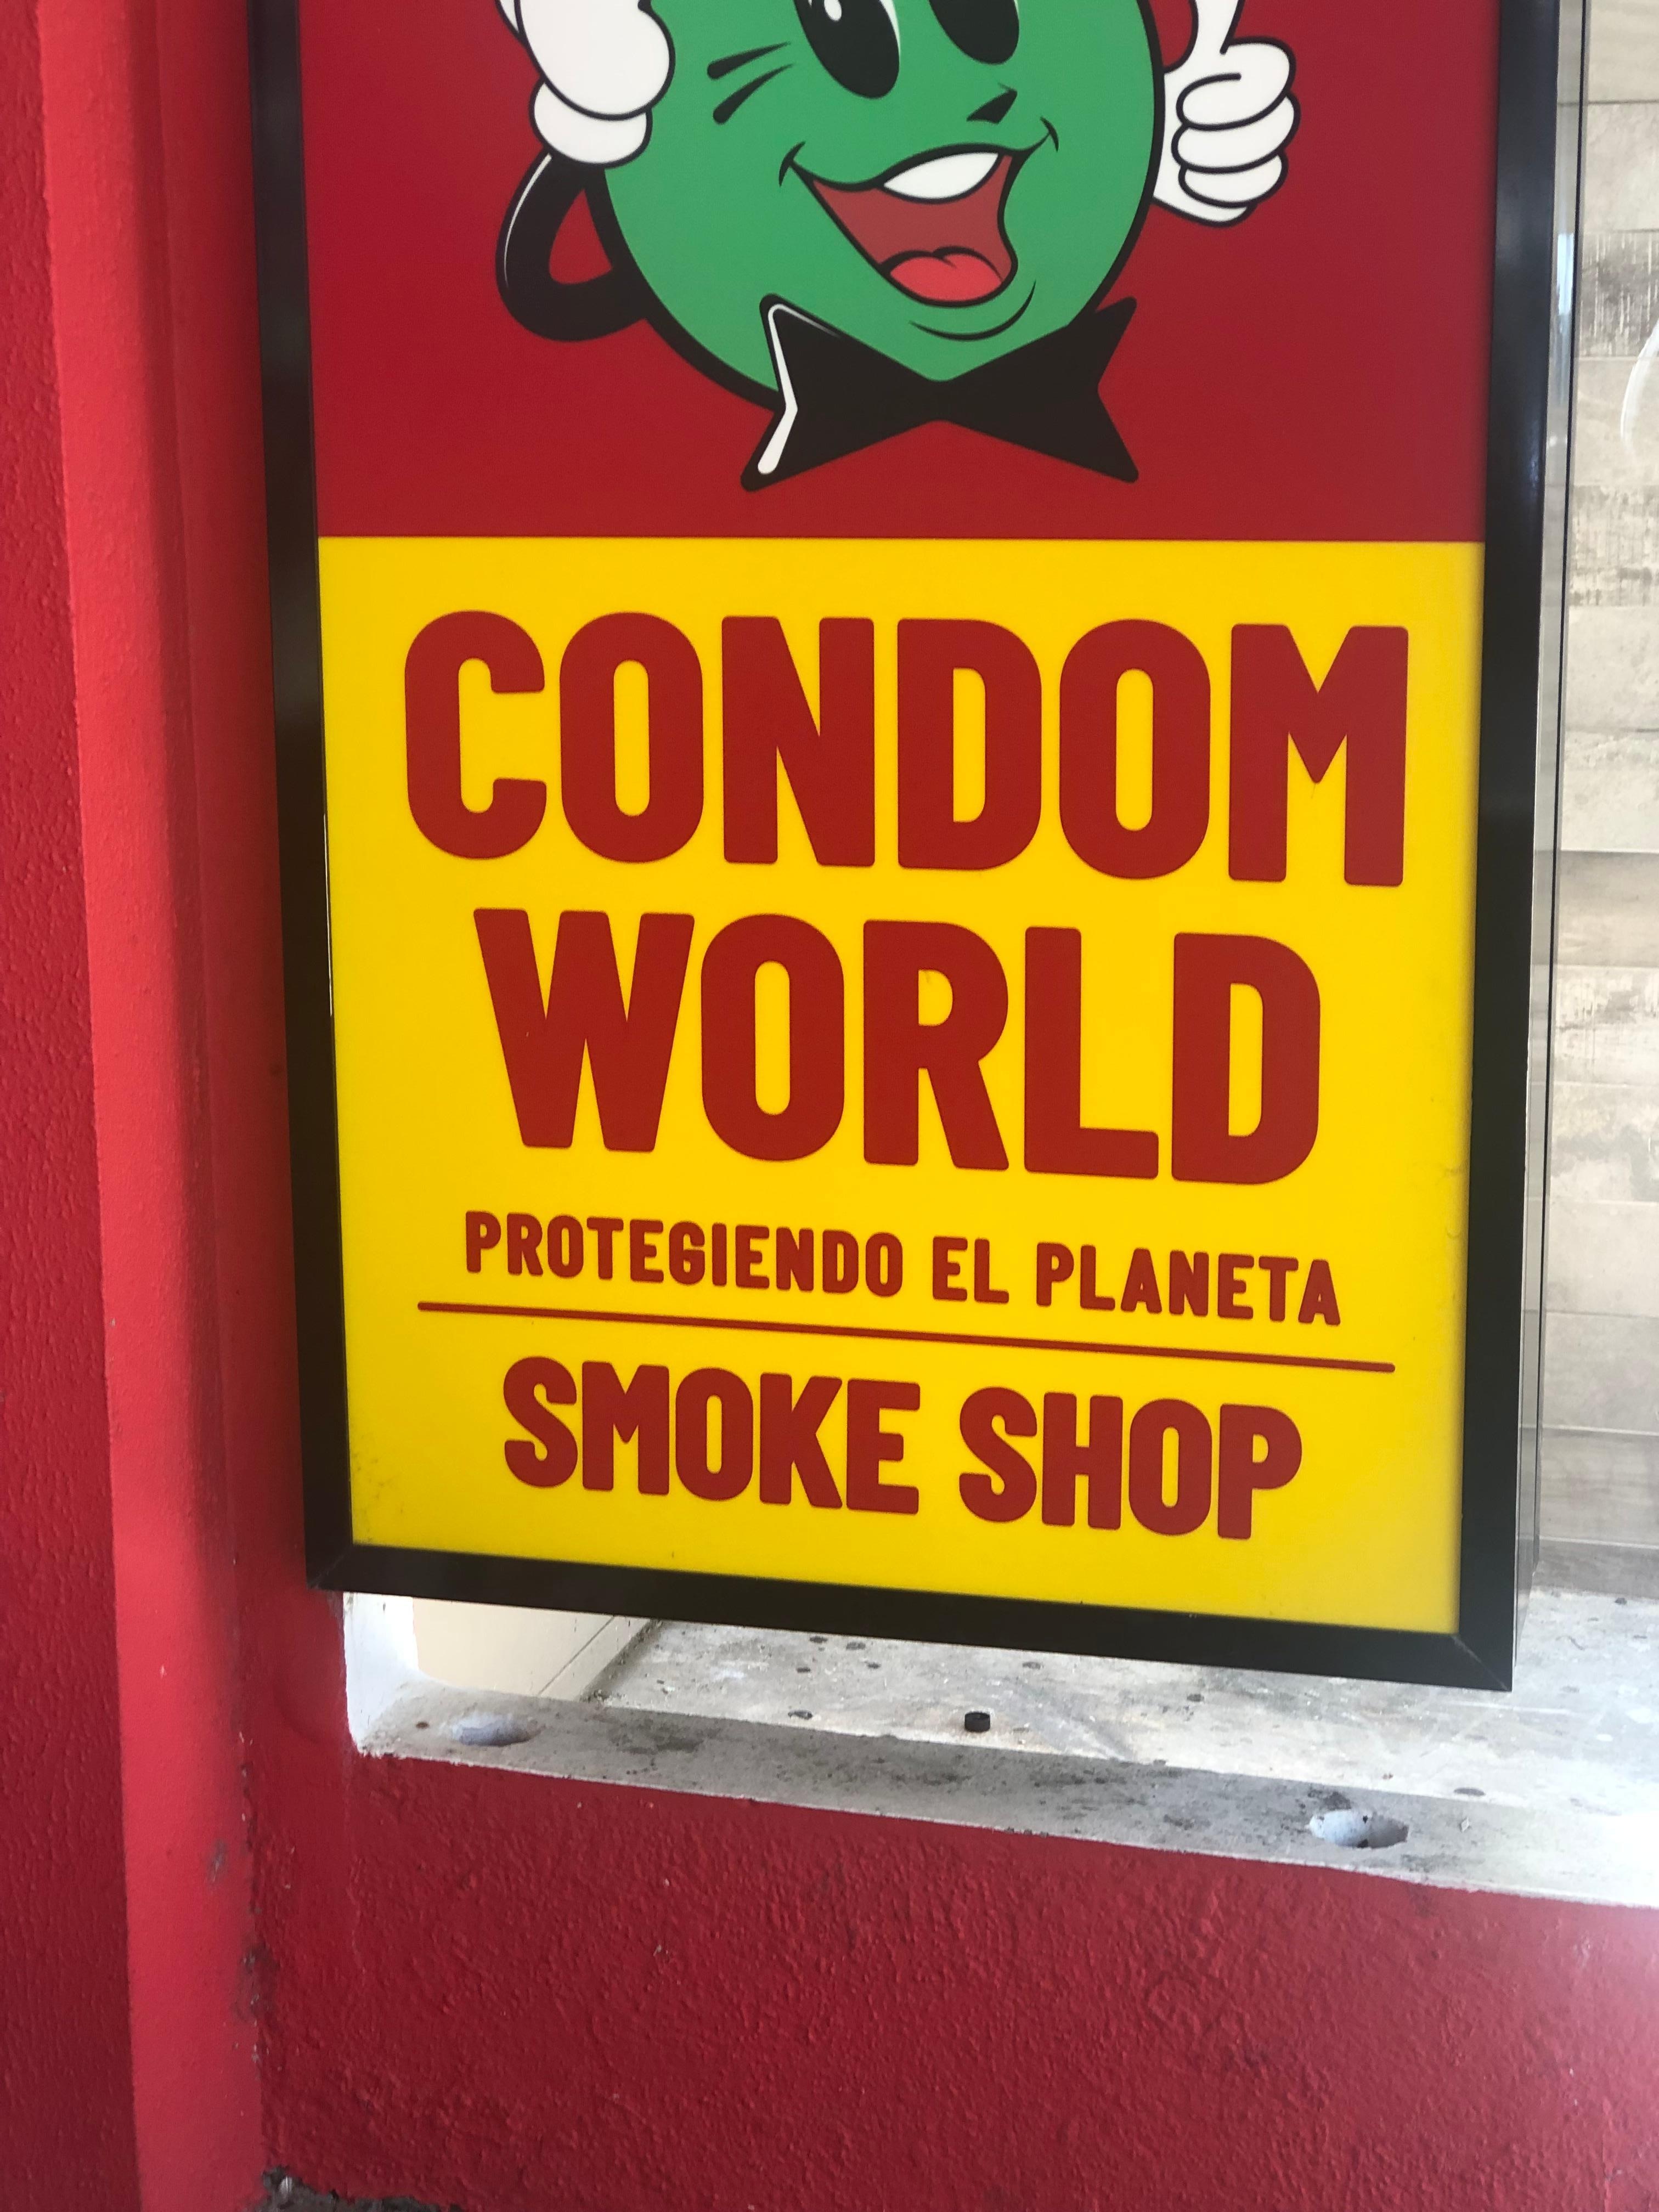 CONDOM
WORLD
PROTEGIENDO EL PLANETA
SMOKE SHOP